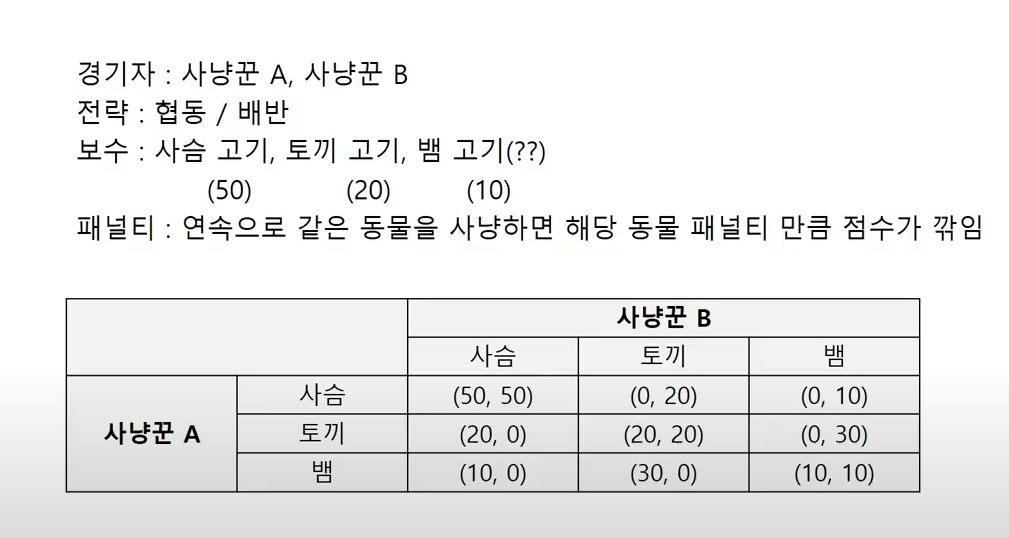 경기자 : 사냥꾼 A, 사냥꾼 B
전략 : 협동 / 배반
보수 : 사슴 고기, 토끼 고기, 뱀 고기(??)
(50) (20) (10)
패널티 : 연속으로 같은 동물을 사냥하면 해당 동물 패널티 만큼 점수가 깎임
사냥꾼 B
사슴 토끼 뱀
사냥꾼 A
사슴 (50, 50) (0, 20) (0, 10)
토끼 (20, 0) (20, 20) (0, 30)
뱀 (10, 0) (30, 0) (10, 10)